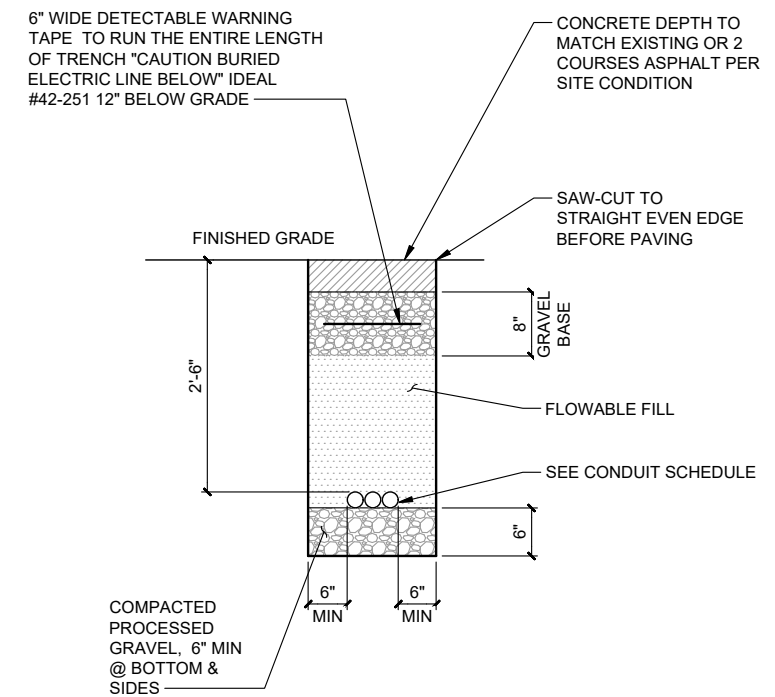 6" WIDE DETECTABLE WARNING
TAPE TO RUN THE ENTIRE LENGTH
OF TRENCH "CAUTION BURIED
ELECTRIC LINE BELOW" IDEAL
#42-251 12" BELOW GRADE
CONCRETE DEPTH TO
MATCH EXISTING OR 2
COURSES ASPHALT PER
SITE CONDITION
SAW-CUT TO
STRAIGHT EVEN EDGE
BEFORE PAVING
FINISHED GRADE
8"
GRAVEL
BASE
2'-6"
FLOWABLE FILL
SEE CONDUIT SCHEDULE
6"
6"
MIN
6"
MIN
COMPACTED
PROCESSED
GRAVEL, 6" MIN
@ BOTTOM &
SIDES